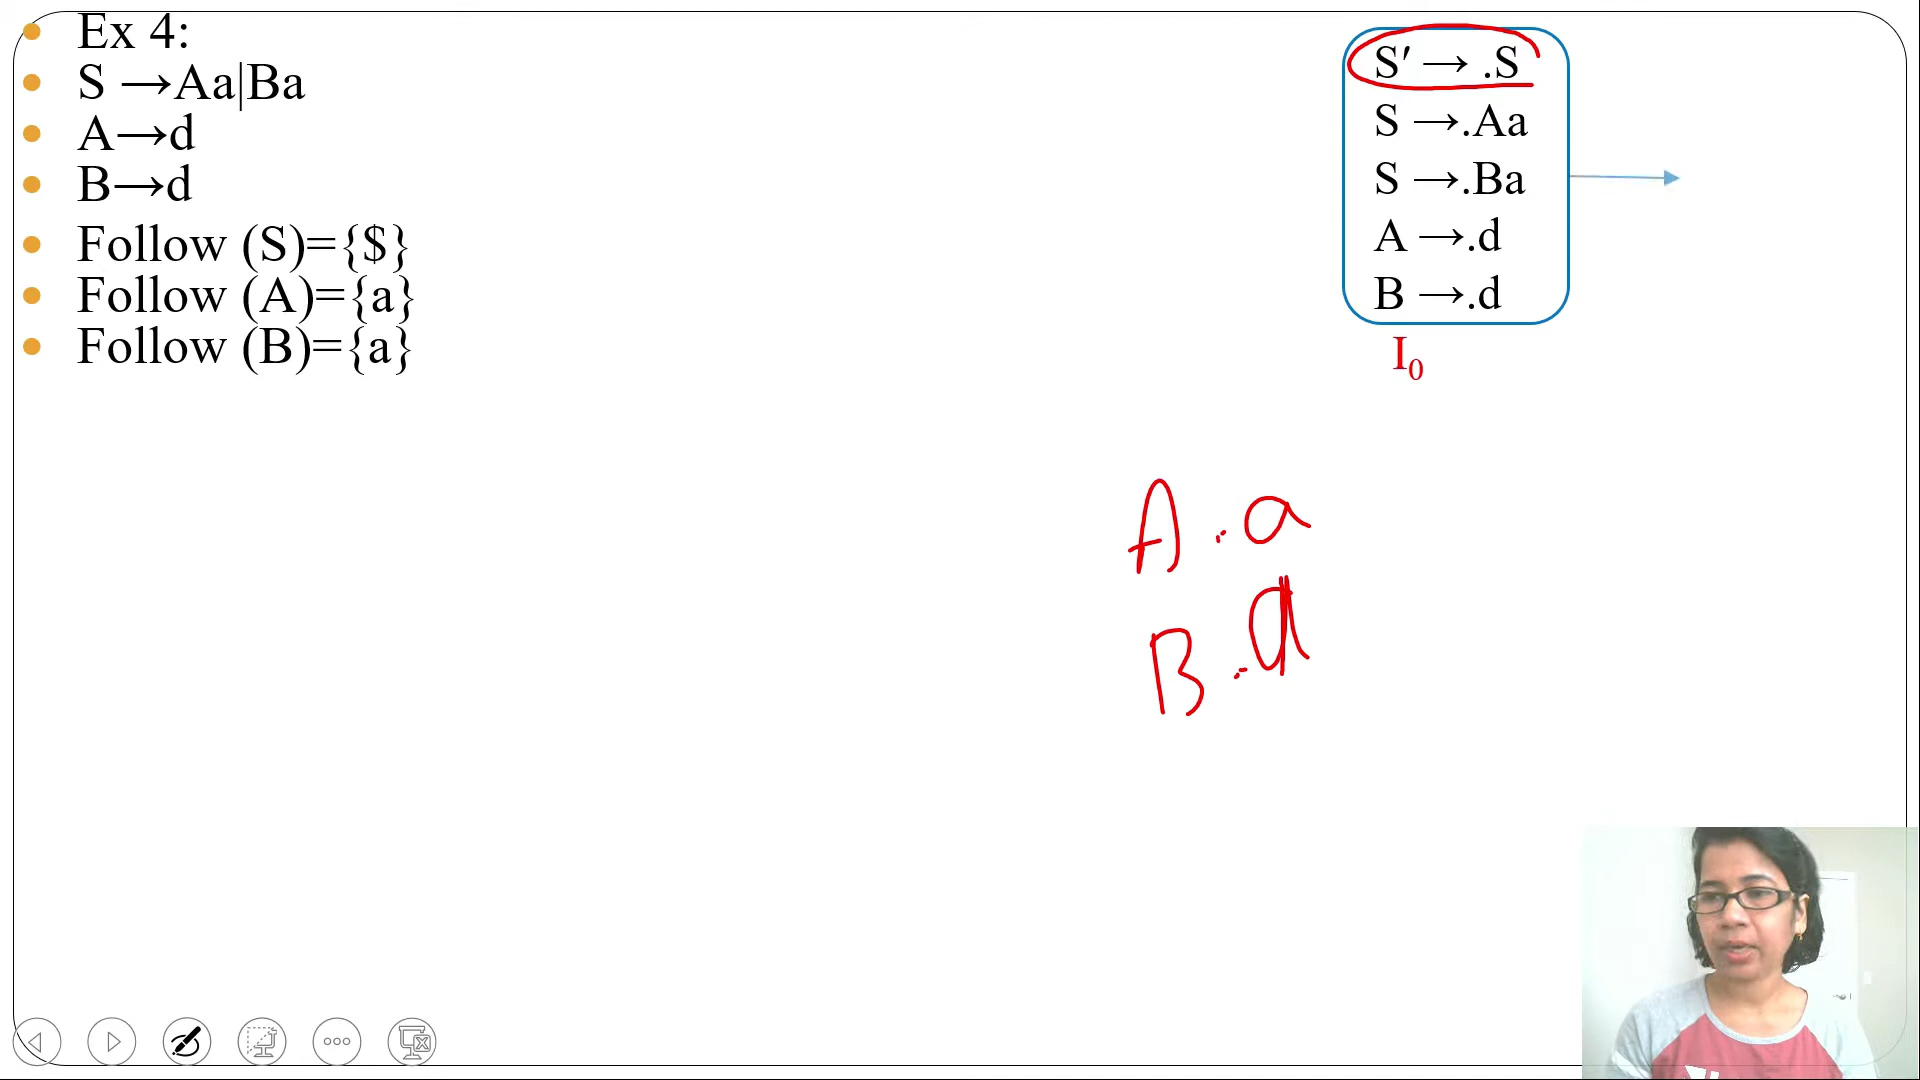 Ex 4:
S →Aa|Ba
A→d
B→d
Follow (S)={$}
Follow (A)={a}
Follow (B)={a}
S′ → .S
S →.Aa
S →.Ba
A →.d
B →.d
I₀
A . a
B . d